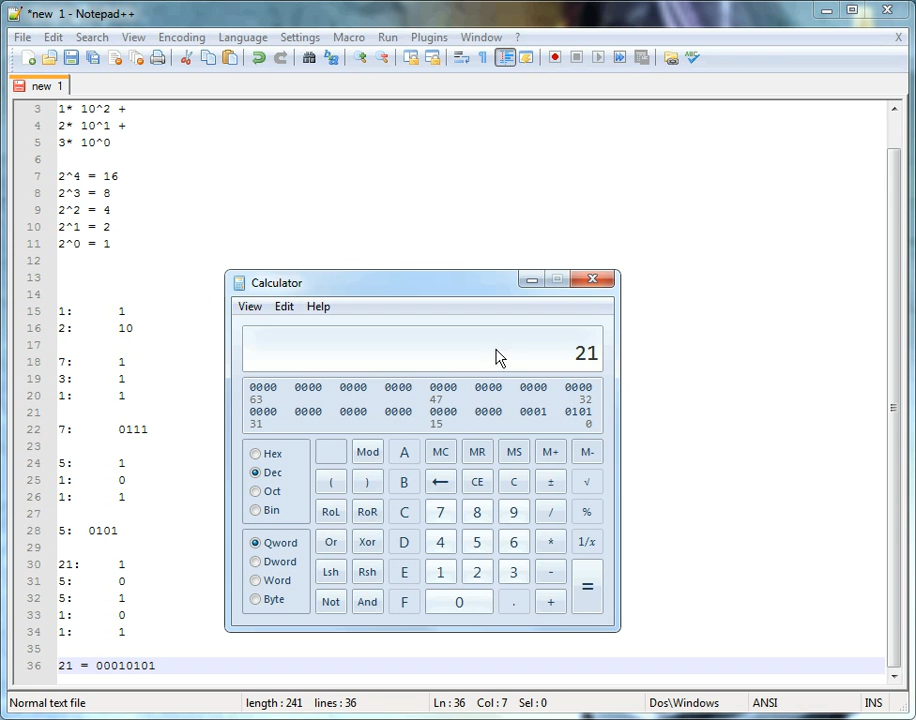 *new 1 - Notepad++
File Edit Search View Encoding Language Settings Macro Run Plugins Window ? X
new 1
3 1* 10^2 +
4 2* 10^1 +
5 3* 10^0
6
7 2^4 = 16
8 2^3 = 8
9 2^2 = 4
10 2^1 = 2
11 2^0 = 1
12
13
14
15 1: 1
16 2: 10
17
18 7: 1
19 3: 1
20 1: 1
21
22 7: 0111
23
24 5: 1
25 1: 0
26 1: 1
27
28 5: 0101
29
30 21: 1
31 5: 0
32 5: 1
33 1: 0
34 1: 1
35
36 21 = 00010101
Calculator
View Edit Help
21
0000 0000 0000 0000 0000 0000 0000 0000
63 47 32
0000 0000 0000 0000 0000 0000 0001 0101
31 15 0
Hex Mod A MC MR MS M+ M-
Dec ( ) B ← CE C ± √
Oct
Bin RoL RoR C 7 8 9 / %
Qword Or Xor D 4 5 6 * 1/x
Dword
Word Lsh Rsh E 1 2 3 - =
Byte Not And F 0 . +
Normal text file length : 241 lines : 36 Ln : 36 Col : 7 Sel : 0 Dos\Windows ANSI INS